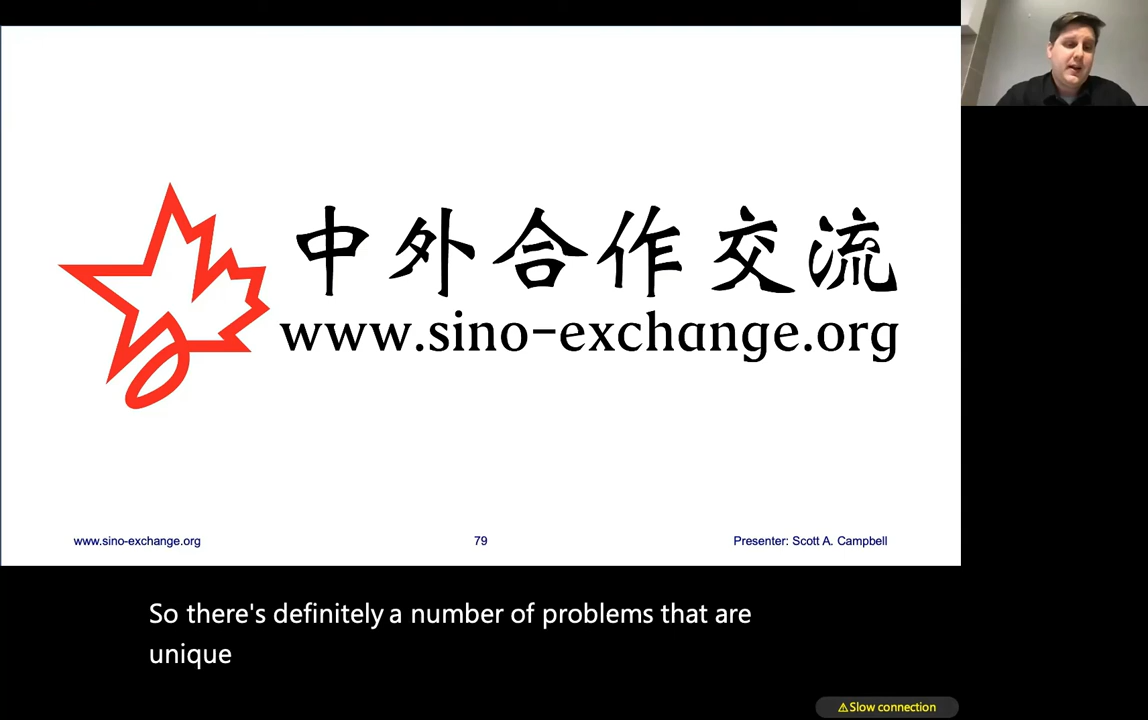 中外合作交流
www.sino-exchange.org
www.sino-exchange.org
79
Presenter: Scott A. Campbell
So there's definitely a number of problems that are
unique
⚠Slow connection